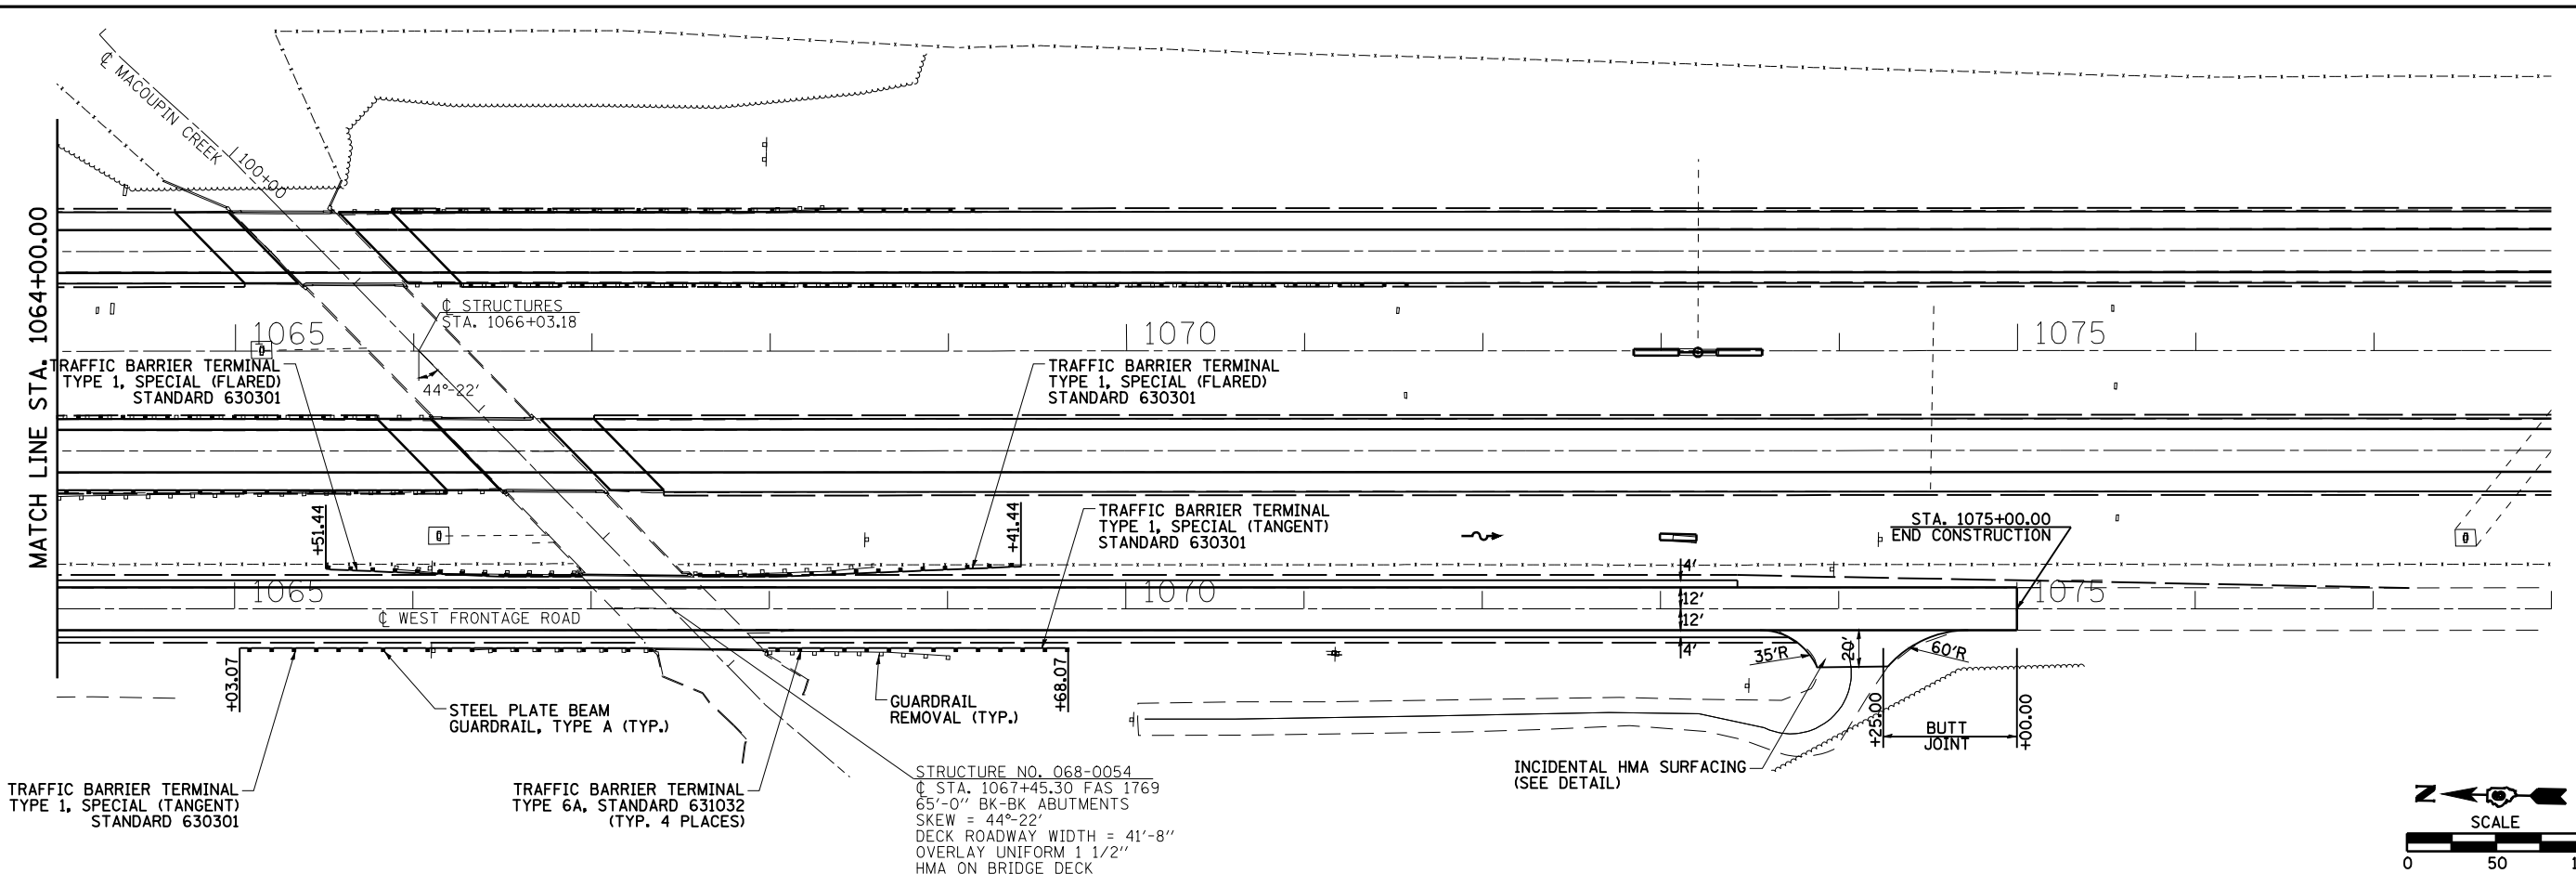 ℄ MACOUPIN CREEK
100+00
MATCH LINE STA. 1064+00.00
℄ STRUCTURES
STA. 1066+03.18
1065
1070
1075
44°-22'
TRAFFIC BARRIER TERMINAL
TYPE 1, SPECIAL (FLARED)
STANDARD 630301
TRAFFIC BARRIER TERMINAL
TYPE 1, SPECIAL (FLARED)
STANDARD 630301
+51.44
+41.44
TRAFFIC BARRIER TERMINAL
TYPE 1, SPECIAL (TANGENT)
STANDARD 630301
STA. 1075+00.00
END CONSTRUCTION
1065
1070
1075
4'
12'
12'
4'
℄ WEST FRONTAGE ROAD
35'R
20'
60'R
+03.07
+68.07
+25.00
+00.00
BUTT
JOINT
STEEL PLATE BEAM
GUARDRAIL, TYPE A (TYP.)
GUARDRAIL
REMOVAL (TYP.)
TRAFFIC BARRIER TERMINAL
TYPE 1, SPECIAL (TANGENT)
STANDARD 630301
TRAFFIC BARRIER TERMINAL
TYPE 6A, STANDARD 631032
(TYP. 4 PLACES)
STRUCTURE NO. 068-0054
℄ STA. 1067+45.30 FAS 1769
65'-0" BK-BK ABUTMENTS
SKEW = 44°-22'
DECK ROADWAY WIDTH = 41'-8"
OVERLAY UNIFORM 1 1/2"
HMA ON BRIDGE DECK
INCIDENTAL HMA SURFACING
(SEE DETAIL)
N
SCALE
0 50